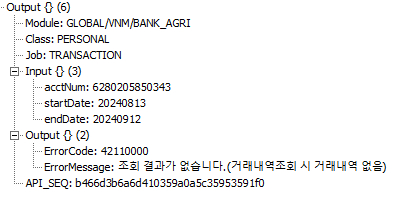 Output {} (6)
Module: GLOBAL/VNM/BANK_AGRI
Class: PERSONAL
Job: TRANSACTION
Input {} (3)
acctNum: 6280205850343
startDate: 20240813
endDate: 20240912
Output {} (2)
ErrorCode: 42110000
ErrorMessage: 조회 결과가 없습니다.(거래내역조회 시 거래내역 없음)
API_SEQ: b466d3b6a6d410359a0a5c35953591f0